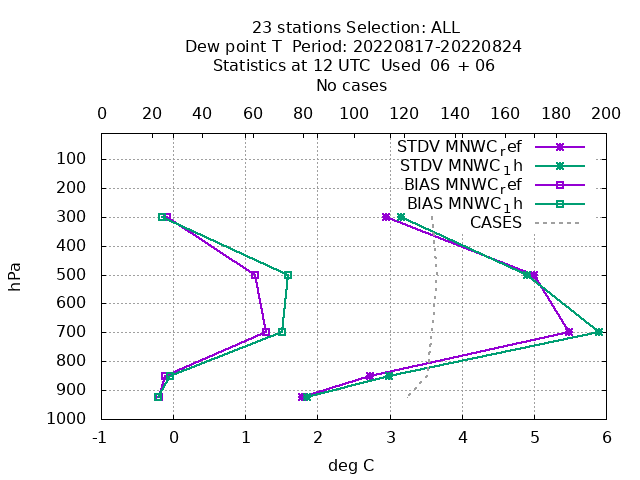 23 stations Selection: ALL
Dew point T  Period: 20220817-20220824
Statistics at 12 UTC  Used  06 + 06
No cases
0 20 40 60 80 100 120 140 160 180 200
STDV MNWC_ref
STDV MNWC_1h
BIAS MNWC_ref
BIAS MNWC_1h
CASES
100
200
300
400
500
600
700
800
900
1000
hPa
-1 0 1 2 3 4 5 6
deg C